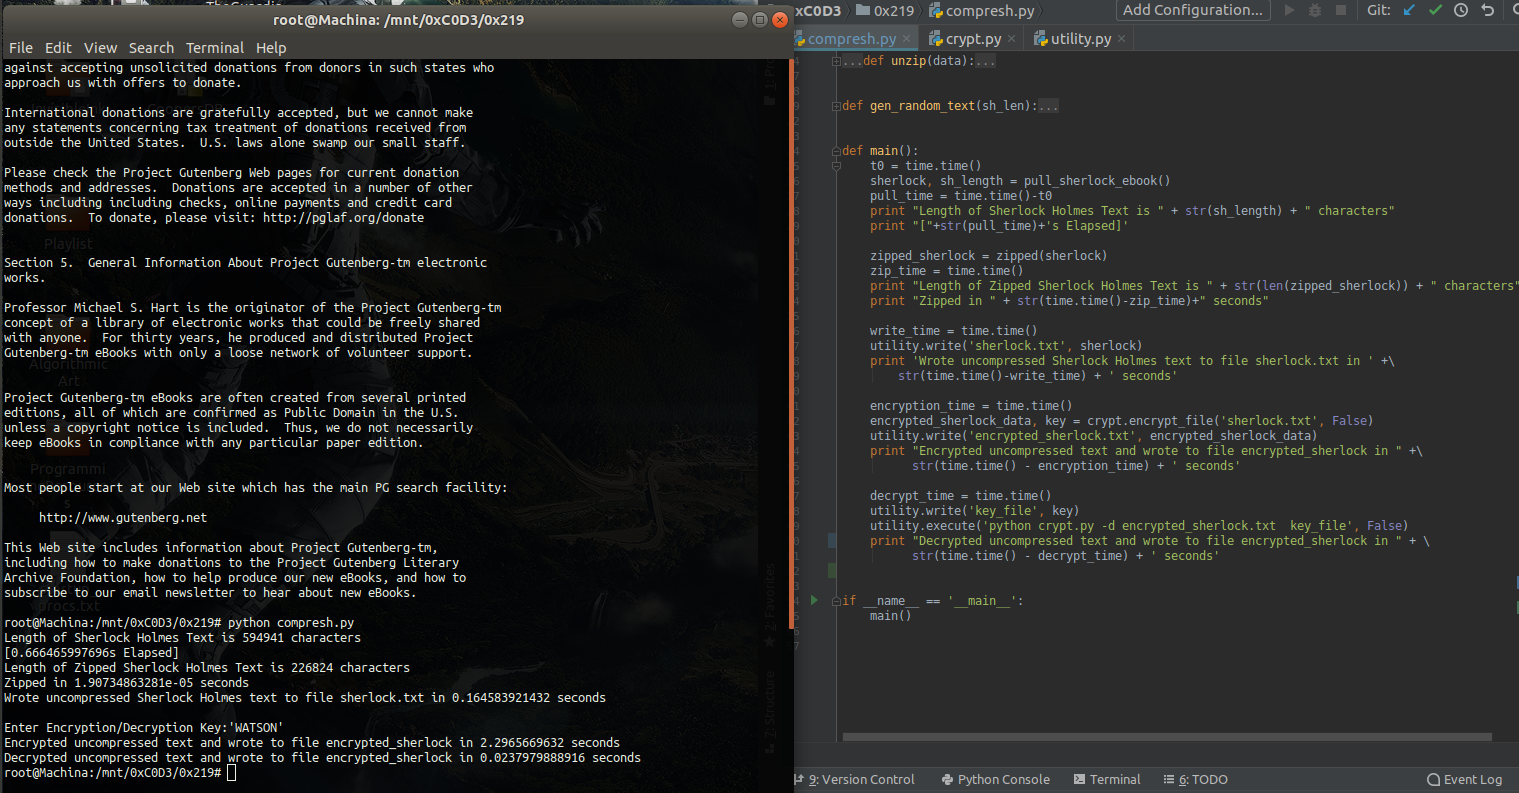 root@Machina: /mnt/0xC0D3/0x219
File Edit View Search Terminal Help
against accepting unsolicited donations from donors in such states who
approach us with offers to donate.
International donations are gratefully accepted, but we cannot make
any statements concerning tax treatment of donations received from
outside the United States.  U.S. laws alone swamp our small staff.
Please check the Project Gutenberg Web pages for current donation
methods and addresses.  Donations are accepted in a number of other
ways including including checks, online payments and credit card
donations.  To donate, please visit: http://pglaf.org/donate
Playlist
Section 5.  General Information About Project Gutenberg-tm electronic
works.
Professor Michael S. Hart is the originator of the Project Gutenberg-tm
concept of a library of electronic works that could be freely shared
with anyone.  For thirty years, he produced and distributed Project
Gutenberg-tm eBooks with only a loose network of volunteer support.
Algorithmic
Art
Project Gutenberg-tm eBooks are often created from several printed
editions, all of which are confirmed as Public Domain in the U.S.
unless a copyright notice is included.  Thus, we do not necessarily
keep eBooks in compliance with any particular paper edition.
Programmi
Most people start at our Web site which has the main PG search facility:
http://www.gutenberg.net
This Web site includes information about Project Gutenberg-tm,
including how to make donations to the Project Gutenberg Literary
Archive Foundation, how to help produce our new eBooks, and how to
subscribe to our email newsletter to hear about new eBooks.
procs.txt
root@Machina:/mnt/0xC0D3/0x219# python compresh.py
Length of Sherlock Holmes Text is 594941 characters
[0.666465997696s Elapsed]
Length of Zipped Sherlock Holmes Text is 226824 characters
Zipped in 1.90734863281e-05 seconds
Wrote uncompressed Sherlock Holmes text to file sherlock.txt in 0.164583921432 seconds
Enter Encryption/Decryption Key:'WATSON'
Encrypted uncompressed text and wrote to file encrypted_sherlock in 2.2965669632 seconds
Decrypted uncompressed text and wrote to file encrypted_sherlock in 0.0237979888916 seconds
root@Machina:/mnt/0xC0D3/0x219#
xC0D3 0x219 compresh.py Add Configuration... Git:
compresh.py crypt.py utility.py
...def unzip(data):...
def gen_random_text(sh_len):...
def main():
t0 = time.time()
sherlock, sh_length = pull_sherlock_ebook()
pull_time = time.time()-t0
print "Length of Sherlock Holmes Text is " + str(sh_length) + " characters"
print "["+str(pull_time)+'s Elapsed]'
zipped_sherlock = zipped(sherlock)
zip_time = time.time()
print "Length of Zipped Sherlock Holmes Text is " + str(len(zipped_sherlock)) + " characters"
print "Zipped in " + str(time.time()-zip_time)+" seconds"
write_time = time.time()
utility.write('sherlock.txt', sherlock)
print 'Wrote uncompressed Sherlock Holmes text to file sherlock.txt in ' +\
str(time.time()-write_time) + ' seconds'
encryption_time = time.time()
encrypted_sherlock_data, key = crypt.encrypt_file('sherlock.txt', False)
utility.write('encrypted_sherlock.txt', encrypted_sherlock_data)
print "Encrypted uncompressed text and wrote to file encrypted_sherlock in " +\
str(time.time() - encryption_time) + ' seconds'
decrypt_time = time.time()
utility.write('key_file', key)
utility.execute('python crypt.py -d encrypted_sherlock.txt  key_file', False)
print "Decrypted uncompressed text and wrote to file encrypted_sherlock in " + \
str(time.time() - decrypt_time) + ' seconds'
if __name__ == '__main__':
main()
2: Favorites
7: Structure
9: Version Control Python Console Terminal 6: TODO Event Log